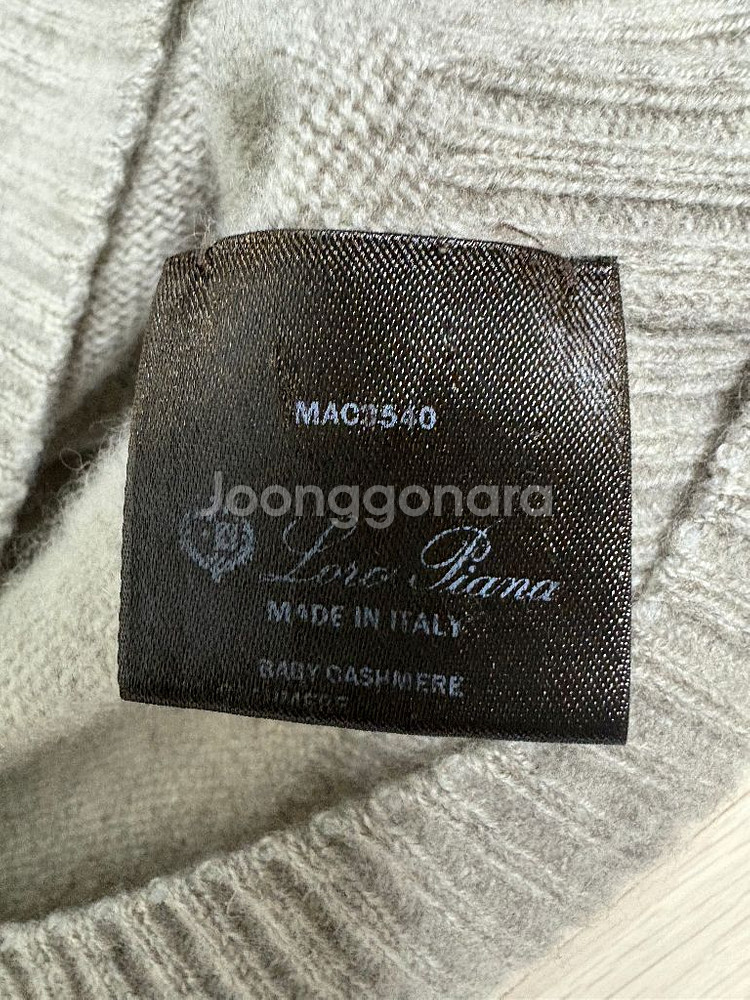 MAC3540
Joonggonara
Loro Piana
MADE IN ITALY
BABY CASHMERE